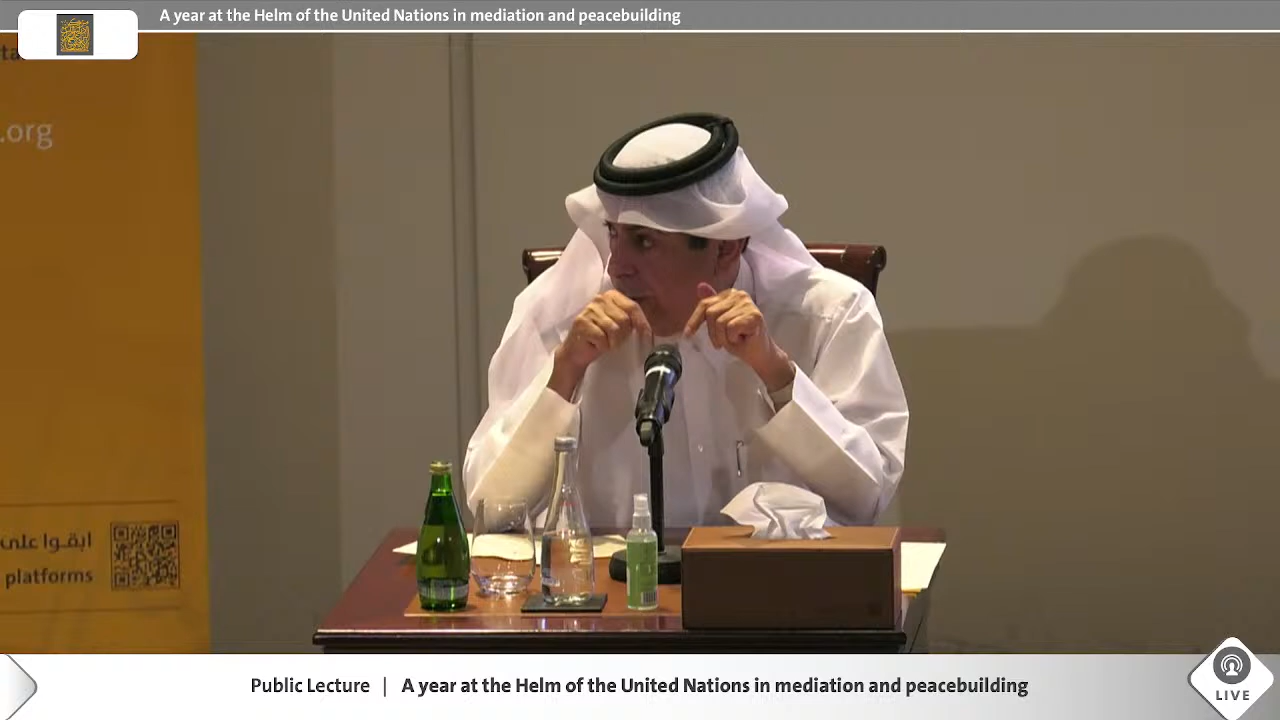 A year at the Helm of the United Nations in mediation and peacebuilding
.org
ابقوا على
platforms
Public Lecture | A year at the Helm of the United Nations in mediation and peacebuilding
LIVE